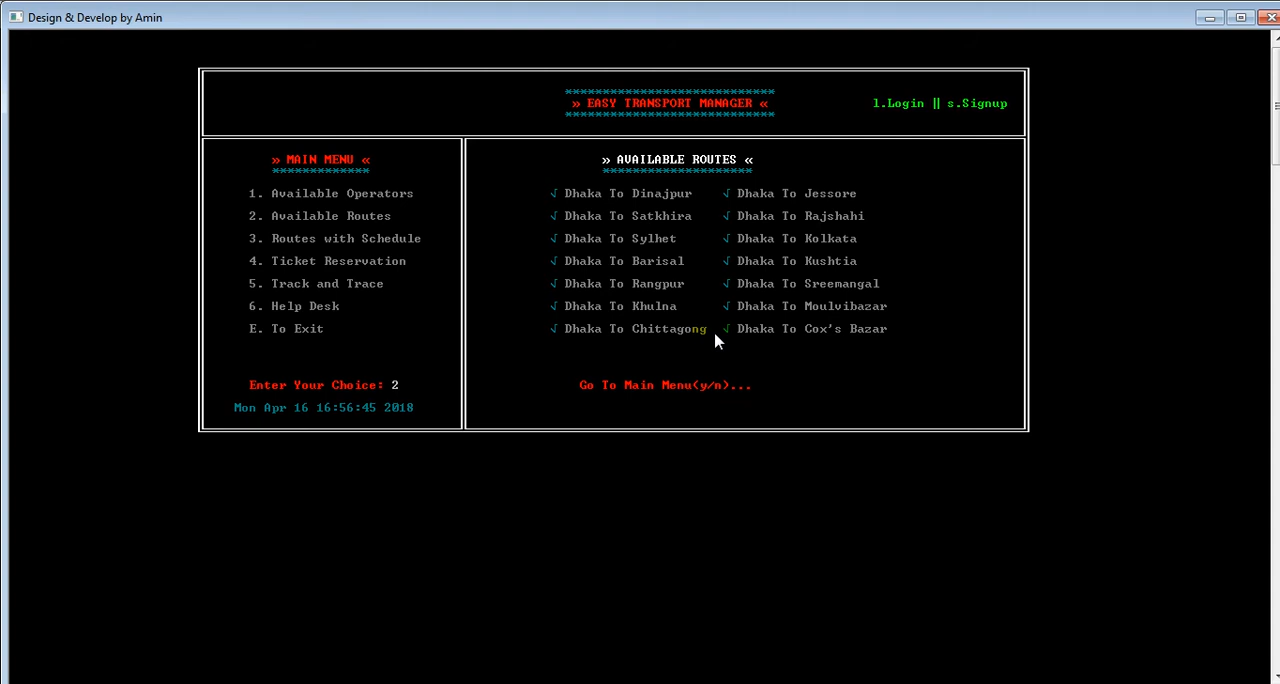 Design & Develop by Amin
****************************
» EASY TRANSPORT MANAGER «
****************************
l.Login || s.Signup
» MAIN MENU «
*************
1. Available Operators
2. Available Routes
3. Routes with Schedule
4. Ticket Reservation
5. Track and Trace
6. Help Desk
E. To Exit
Enter Your Choice: 2
Mon Apr 16 16:56:45 2018
» AVAILABLE ROUTES «
********************
√ Dhaka To Dinajpur √ Dhaka To Jessore
√ Dhaka To Satkhira √ Dhaka To Rajshahi
√ Dhaka To Sylhet √ Dhaka To Kolkata
√ Dhaka To Barisal √ Dhaka To Kushtia
√ Dhaka To Rangpur √ Dhaka To Sreemangal
√ Dhaka To Khulna √ Dhaka To Moulvibazar
√ Dhaka To Chittagong √ Dhaka To Cox's Bazar
Go To Main Menu(y/n)...